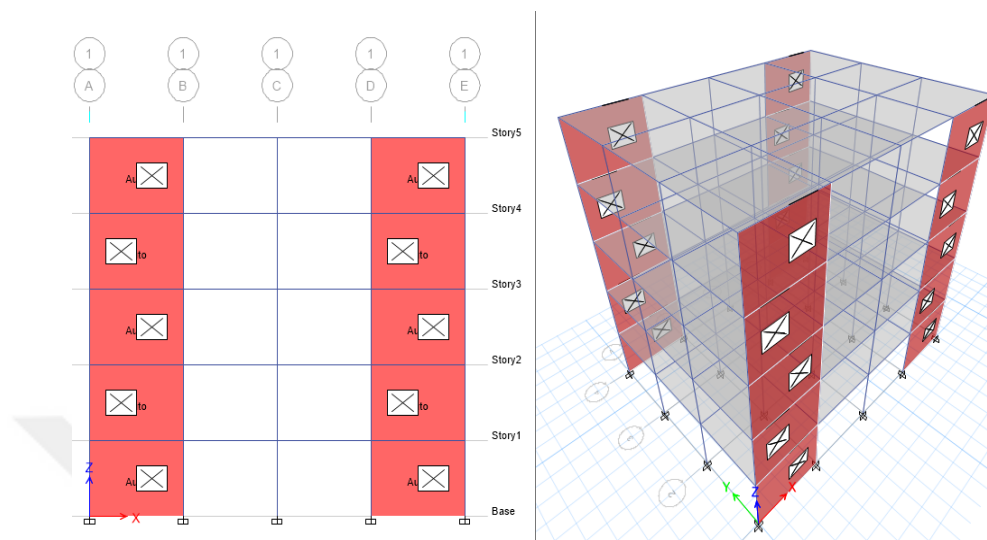 1 1 1 1 1
A B C D E
Story5
Au Au
Story4
to to
Story3
Au Au
Story2
to to
Story1
Au Au
Z
Base
X
Y
Z
X